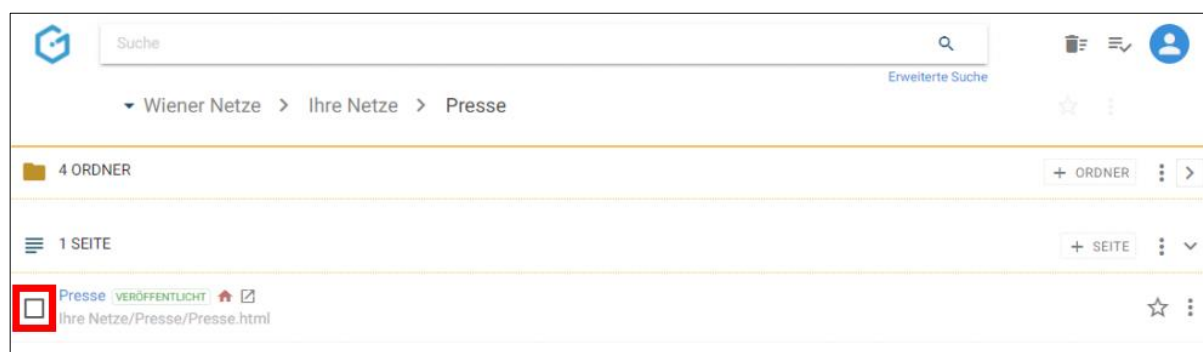 Suche
Erweiterte Suche
Wiener Netze > Ihre Netze > Presse
4 ORDNER
+ ORDNER
1 SEITE
+ SEITE
Presse VERÖFFENTLICHT
Ihre Netze/Presse/Presse.html